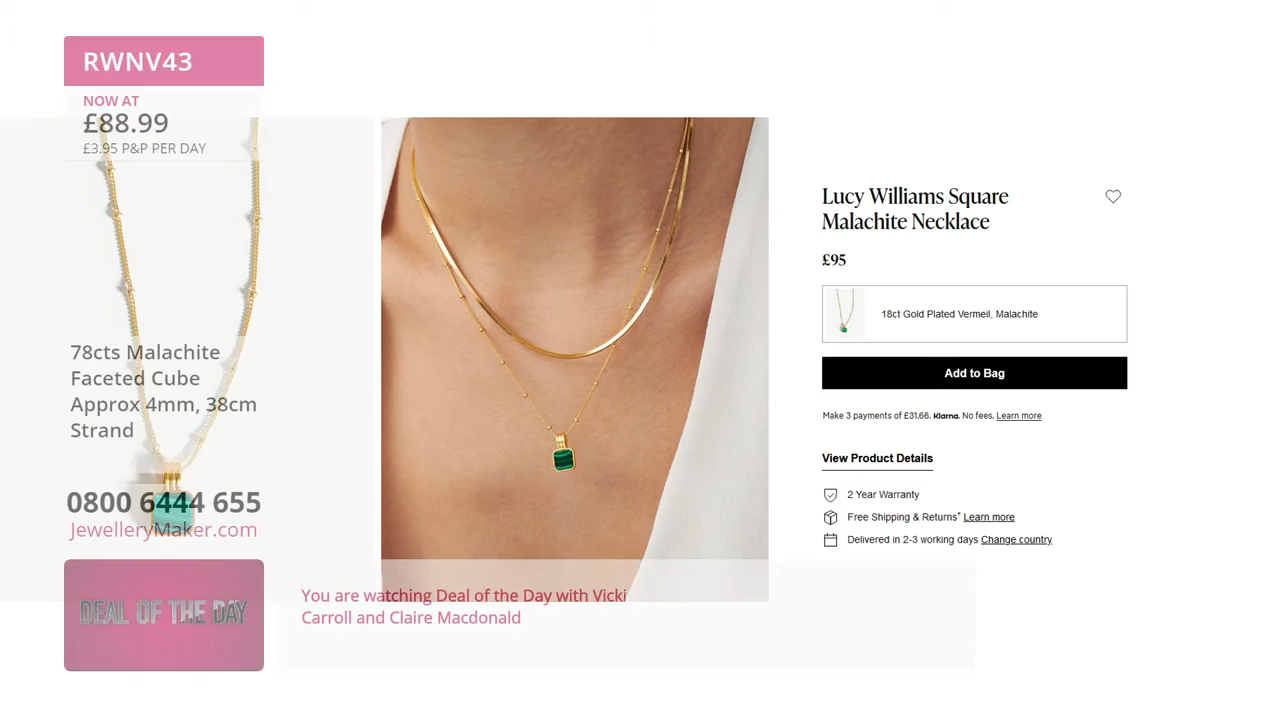 RWNV43
NOW AT
£88.99
£3.95 P&P PER DAY
78cts Malachite
Faceted Cube
Approx 4mm, 38cm
Strand
0800 6444 655
JewelleryMaker.com
DEAL OF THE DAY
You are watching Deal of the Day with Vicki
Carroll and Claire Macdonald
Lucy Williams Square
Malachite Necklace
£95
18ct Gold Plated Vermeil, Malachite
Add to Bag
Make 3 payments of £31.66. Klarna. No fees. Learn more
View Product Details
2 Year Warranty
Free Shipping & Returns* Learn more
Delivered in 2-3 working days Change country